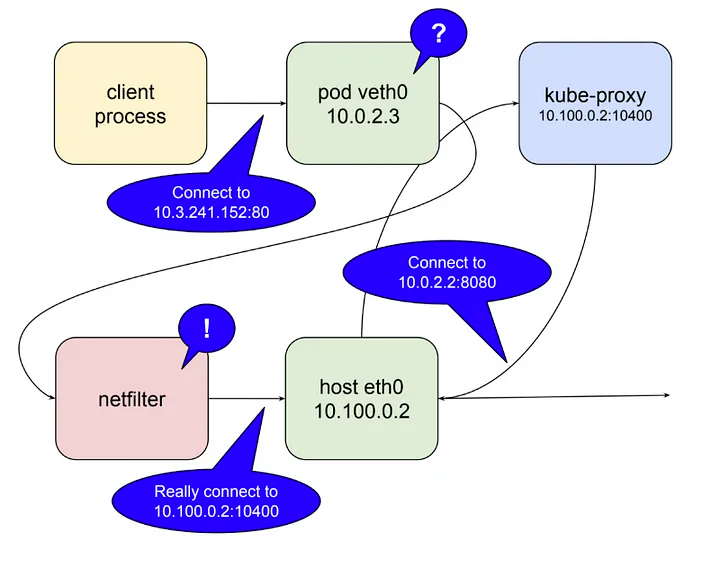 ?
client
process
pod veth0
10.0.2.3
kube-proxy
10.100.0.2:10400
Connect to
10.3.241.152:80
Connect to
10.0.2.2:8080
!
netfilter
host eth0
10.100.0.2
Really connect to
10.100.0.2:10400